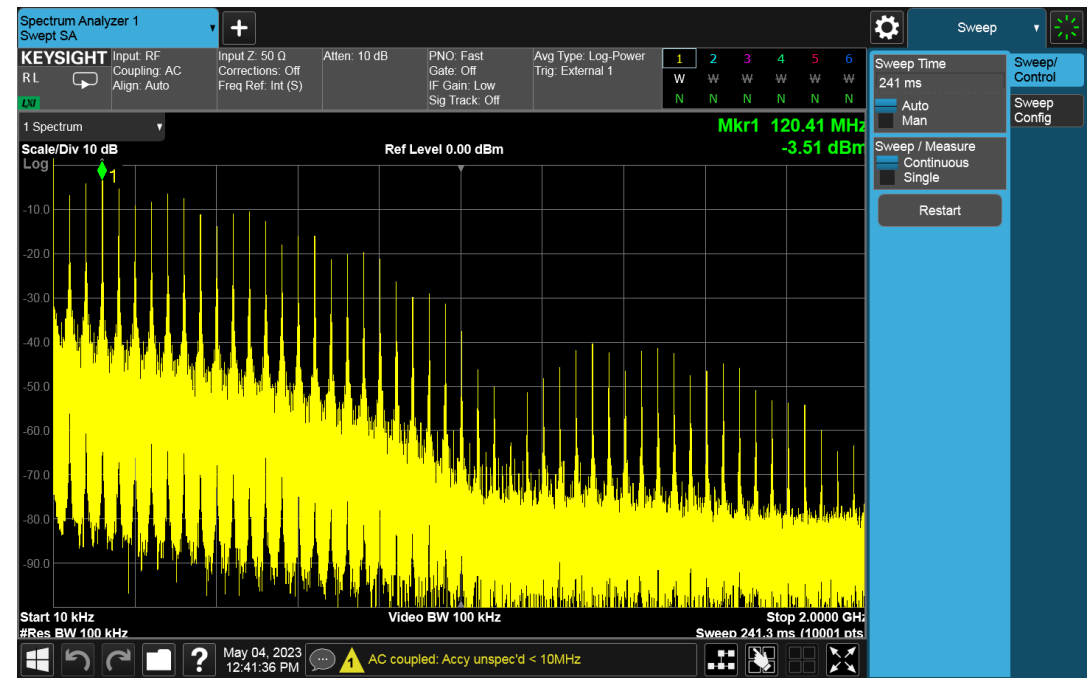 Spectrum Analyzer 1
Swept SA
Sweep
KEYSIGHT
R L
LXI
Input: RF
Coupling: AC
Align: Auto
Input Z: 50 Ω
Corrections: Off
Freq Ref: Int (S)
Atten: 10 dB
PNO: Fast
Gate: Off
IF Gain: Low
Sig Track: Off
Avg Type: Log-Power
Trig: External 1
1 2 3 4 5 6
W W W W W W
N N N N N N
Sweep Time
241 ms
Auto
Man
Sweep / Measure
Continuous
Single
Restart
Sweep/
Control
Sweep
Config
1 Spectrum
Mkr1 120.41 MHz
-3.51 dBm
Scale/Div 10 dB
Ref Level 0.00 dBm
Log
1
-10.0
-20.0
-30.0
-40.0
-50.0
-60.0
-70.0
-80.0
-90.0
Start 10 kHz
Video BW 100 kHz
Stop 2.0000 GHz
#Res BW 100 kHz
Sweep 241.3 ms (10001 pts
?
May 04, 2023
12:41:36 PM
1
AC coupled: Accy unspec'd < 10MHz